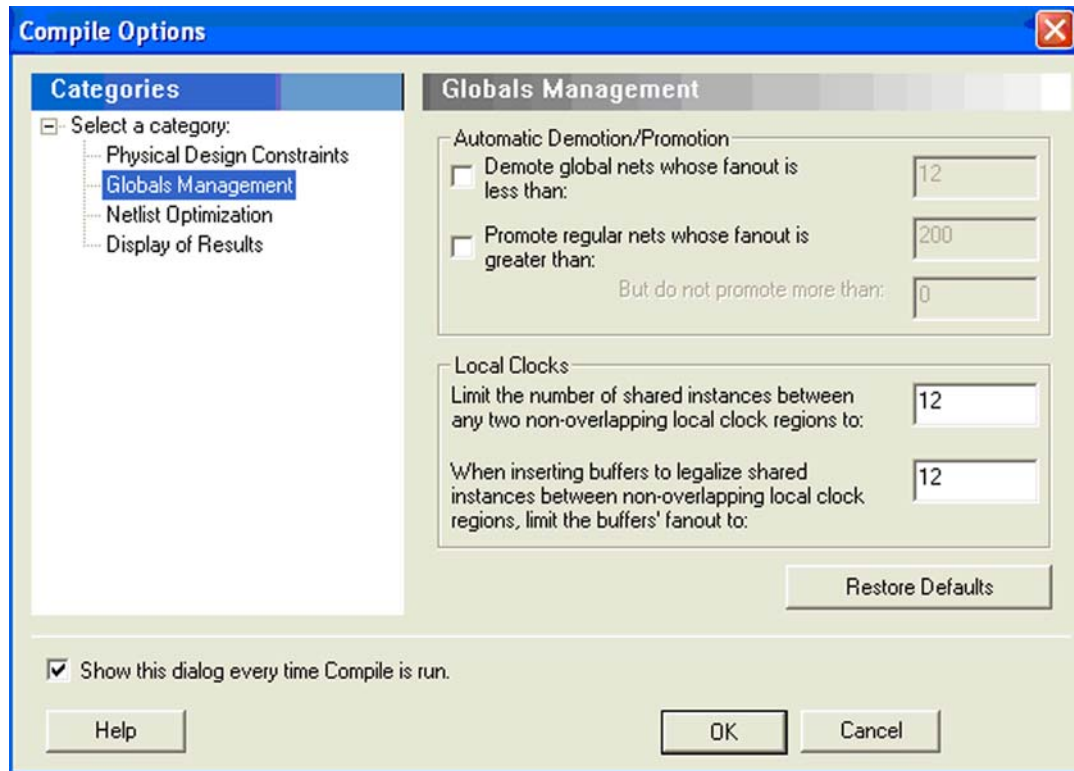 Compile Options
Categories
Select a category:
Physical Design Constraints
Globals Management
Netlist Optimization
Display of Results
Globals Management
Automatic Demotion/Promotion
Demote global nets whose fanout is
less than:
12
Promote regular nets whose fanout is
greater than:
200
But do not promote more than:
0
Local Clocks
Limit the number of shared instances between
any two non-overlapping local clock regions to:
12
When inserting buffers to legalize shared
instances between non-overlapping local clock
regions, limit the buffers' fanout to:
12
Restore Defaults
Show this dialog every time Compile is run.
Help
OK
Cancel